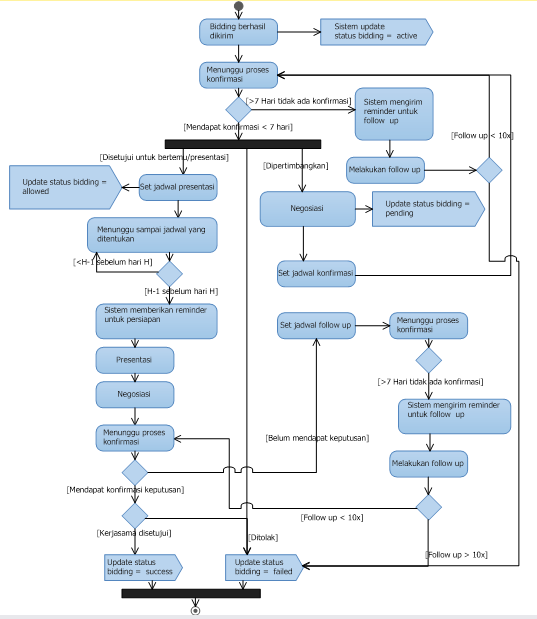 Bidding berhasil
dikirim
Sistem update
status bidding =  active
Menunggu proses
konfirmasi
[>7 Hari tidak ada konfirmasi]
Sistem mengirim
reminder untuk
follow  up
[Mendapat konfirmasi < 7 hari]
[Follow up < 10x]
[Disetujui untuk bertemu/presentasi]
[Dipertimbangkan]
Melakukan follow up
Update status bidding =
allowed
Set jadwal presentasi
Negosiasi
Update status bidding =
pending
Menunggu sampai jadwal yang
ditentukan
[<H-1 sebelum hari H]
Set jadwal konfirmasi
[H-1 sebelum hari H]
Sistem memberikan reminder
untuk persiapan
Set jadwal follow up
Menunggu proses
konfirmasi
Presentasi
[>7 Hari tidak ada konfirmasi]
Negosiasi
Sistem mengirim reminder
untuk follow  up
Menunggu proses
konfirmasi
[Belum mendapat keputusan]
Melakukan follow up
[Mendapat konfirmasi keputusan]
[Follow up < 10x]
[Kerjasama disetujui]
[Ditolak]
[Follow up > 10x]
Update status
bidding =  success
Update status
bidding =  failed